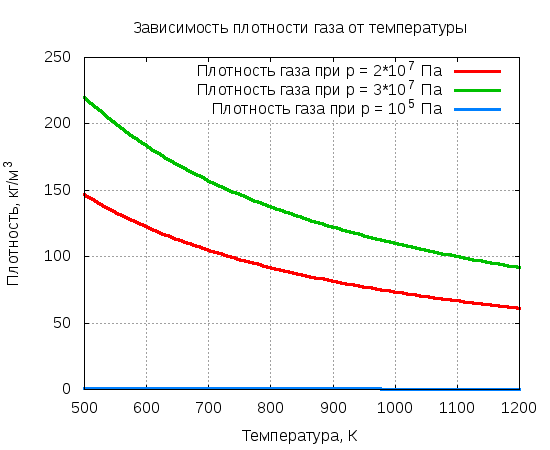 Зависимость плотности газа от температуры
250
200
150
100
50
0
Плотность, кг/м³
Плотность газа при p = 2*10⁷ Па
Плотность газа при p = 3*10⁷ Па
Плотность газа при p = 10⁵ Па
500 600 700 800 900 1000 1100 1200
Температура, К